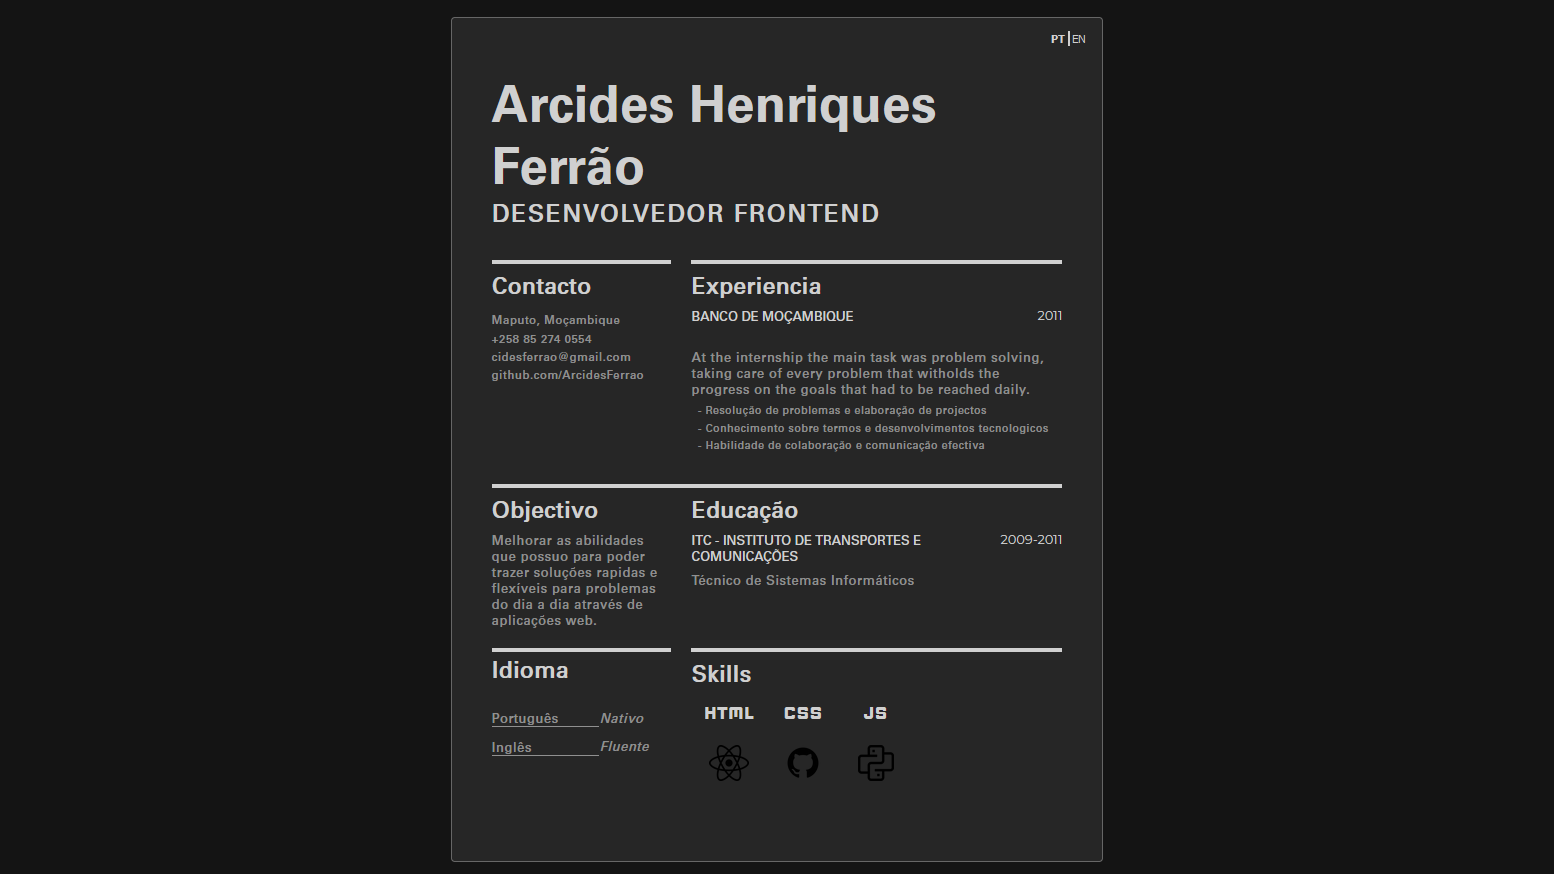 PT|EN
Arcides Henriques
Ferrão
DESENVOLVEDOR FRONTEND
Contacto
Maputo, Moçambique
+258 85 274 0554
cidesferrao@gmail.com
github.com/ArcidesFerrao
Experiencia
BANCO DE MOÇAMBIQUE 2011
At the internship the main task was problem solving,
taking care of every problem that witholds the
progress on the goals that had to be reached daily.
- Resolução de problemas e elaboração de projectos
- Conhecimento sobre termos e desenvolvimentos tecnologicos
- Habilidade de colaboração e comunicação efectiva
Objectivo
Melhorar as abilidades
que possuo para poder
trazer soluções rapidas e
flexíveis para problemas
do dia a dia através de
aplicações web.
Educação
ITC - INSTITUTO DE TRANSPORTES E 2009-2011
COMUNICAÇÕES
Técnico de Sistemas Informáticos
Idioma
Português Nativo
Inglês Fluente
Skills
HTML CSS JS